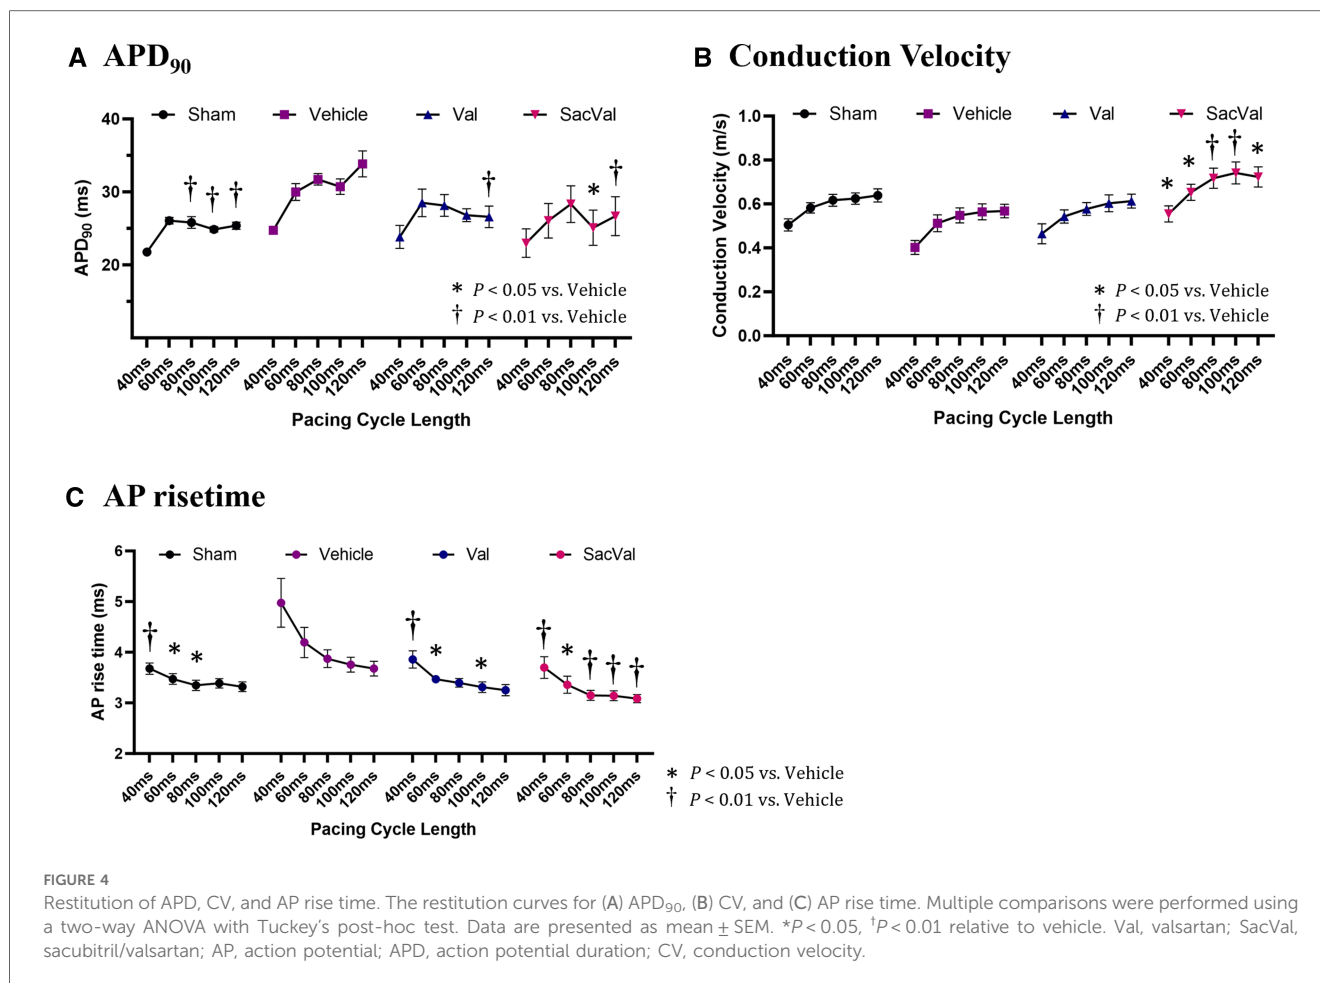 A APD90
Sham Vehicle Val SacVal
40
30
20
APD90 (ms)
† † † † * †
* P < 0.05 vs. Vehicle
† P < 0.01 vs. Vehicle
40ms 60ms 80ms 100ms 120ms 40ms 60ms 80ms 100ms 120ms 40ms 60ms 80ms 100ms 120ms 40ms 60ms 80ms 100ms 120ms
Pacing Cycle Length
B Conduction Velocity
Sham Vehicle Val SacVal
1.0
0.8
0.6
0.4
0.2
0.0
Conduction Velocity (m/s)
* * † † *
* P < 0.05 vs. Vehicle
† P < 0.01 vs. Vehicle
40ms 60ms 80ms 100ms 120ms 40ms 60ms 80ms 100ms 120ms 40ms 60ms 80ms 100ms 120ms 40ms 60ms 80ms 100ms 120ms
Pacing Cycle Length
C AP risetime
Sham Vehicle Val SacVal
6
5
4
3
2
AP rise time (ms)
† * * † * * † * † † †
40ms 60ms 80ms 100ms 120ms 40ms 60ms 80ms 100ms 120ms 40ms 60ms 80ms 100ms 120ms 40ms 60ms 80ms 100ms 120ms
Pacing Cycle Length
* P < 0.05 vs. Vehicle
† P < 0.01 vs. Vehicle
FIGURE 4
Restitution of APD, CV, and AP rise time. The restitution curves for (A) APD90, (B) CV, and (C) AP rise time. Multiple comparisons were performed using
a two-way ANOVA with Tuckey's post-hoc test. Data are presented as mean ± SEM. *P < 0.05, †P < 0.01 relative to vehicle. Val, valsartan; SacVal,
sacubitril/valsartan; AP, action potential; APD, action potential duration; CV, conduction velocity.